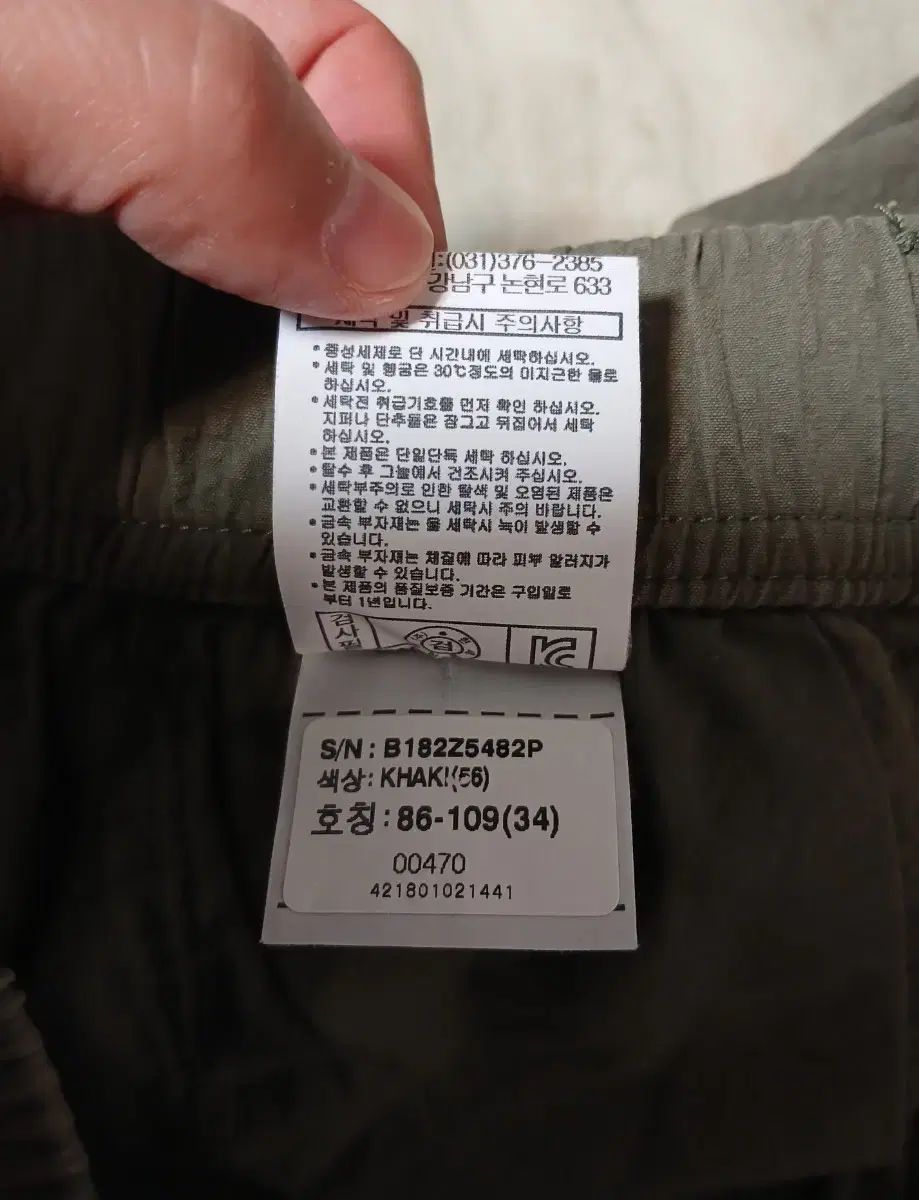 :(031)376-2385
강남구 논현로 633
및 취급시 주의사항
*중성세제로 단 시간내에 세탁하십시오.
*세탁 및 헹굼은 30℃정도의 미지근한 물로
하십시오.
*세탁전 취급기호를 먼저 확인 하십시오.
지퍼나 단추들은 잠그고 뒤집어서 세탁
하십시오.
*본 제품은 단일단독 세탁 하십시오.
*탈수 후 그늘에서 건조시켜 주십시오.
*세탁부주의로 인한 탈색 및 오염된 제품은
교환할 수 없으니 세탁시 주의 바랍니다.
*금속 부자재는 물 세탁시 녹이 발생할 수
있습니다.
*금속 부자재는 체질에 따라 피부 알러지가
발생할 수 있습니다.
*본 제품의 품질보증 기간은 구입일로
부터 1년입니다.
검
사
필
검
S/N : B182Z5482P
색상: KHAKI(56)
호칭 : 86-109(34)
00470
421801021441